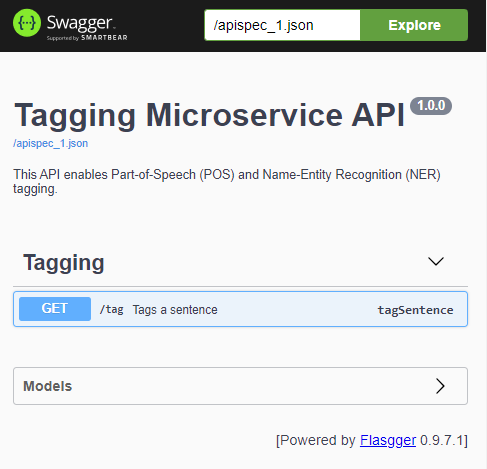 Swagger
Supported by SMARTBEAR
/apispec_1.json
Explore
Tagging Microservice API 1.0.0
/apispec_1.json
This API enables Part-of-Speech (POS) and Name-Entity Recognition (NER)
tagging.
Tagging
GET /tag Tags a sentence tagSentence
Models
[Powered by Flasgger 0.9.7.1]